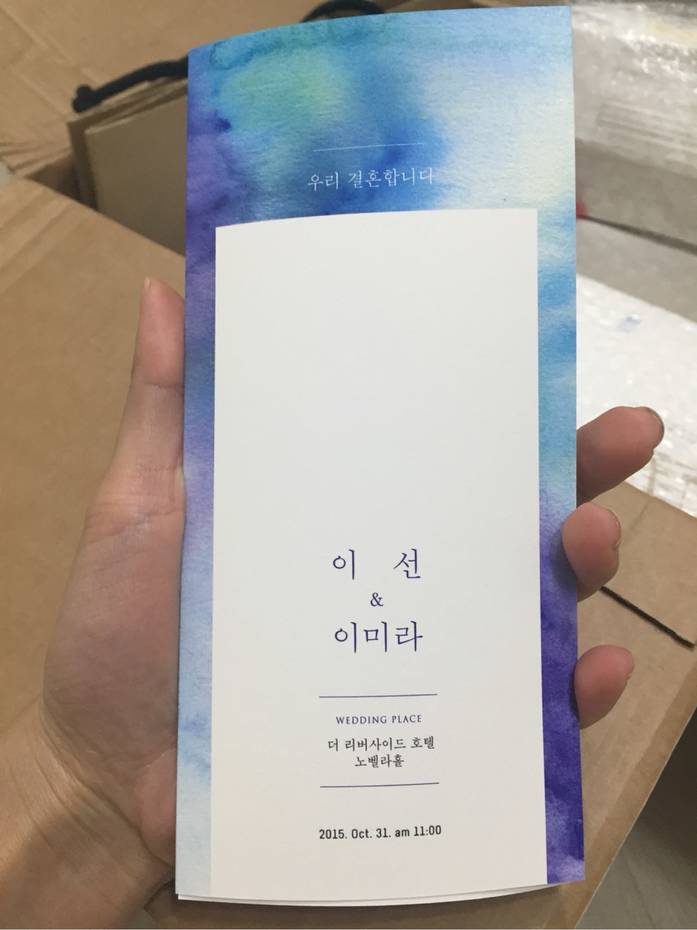 우리 결혼합니다
이 선
&
이미라
WEDDING PLACE
더 리버사이드 호텔
노벨라홀
2015. Oct. 31. am 11:00